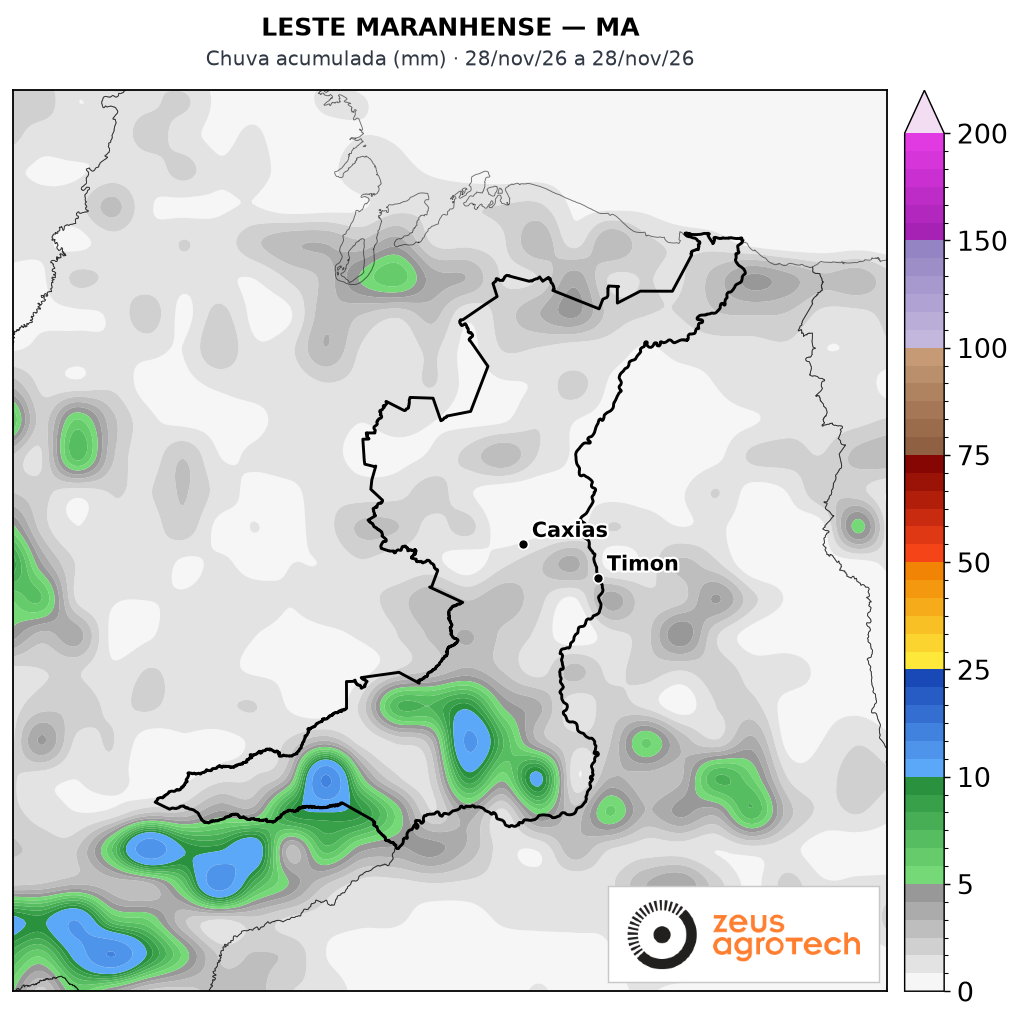 LESTE MARANHENSE — MA
Chuva acumulada (mm) · 28/nov/26 a 28/nov/26
200
150
100
75
50
25
10
5
0
Caxias
Timon
zeus
agrotech